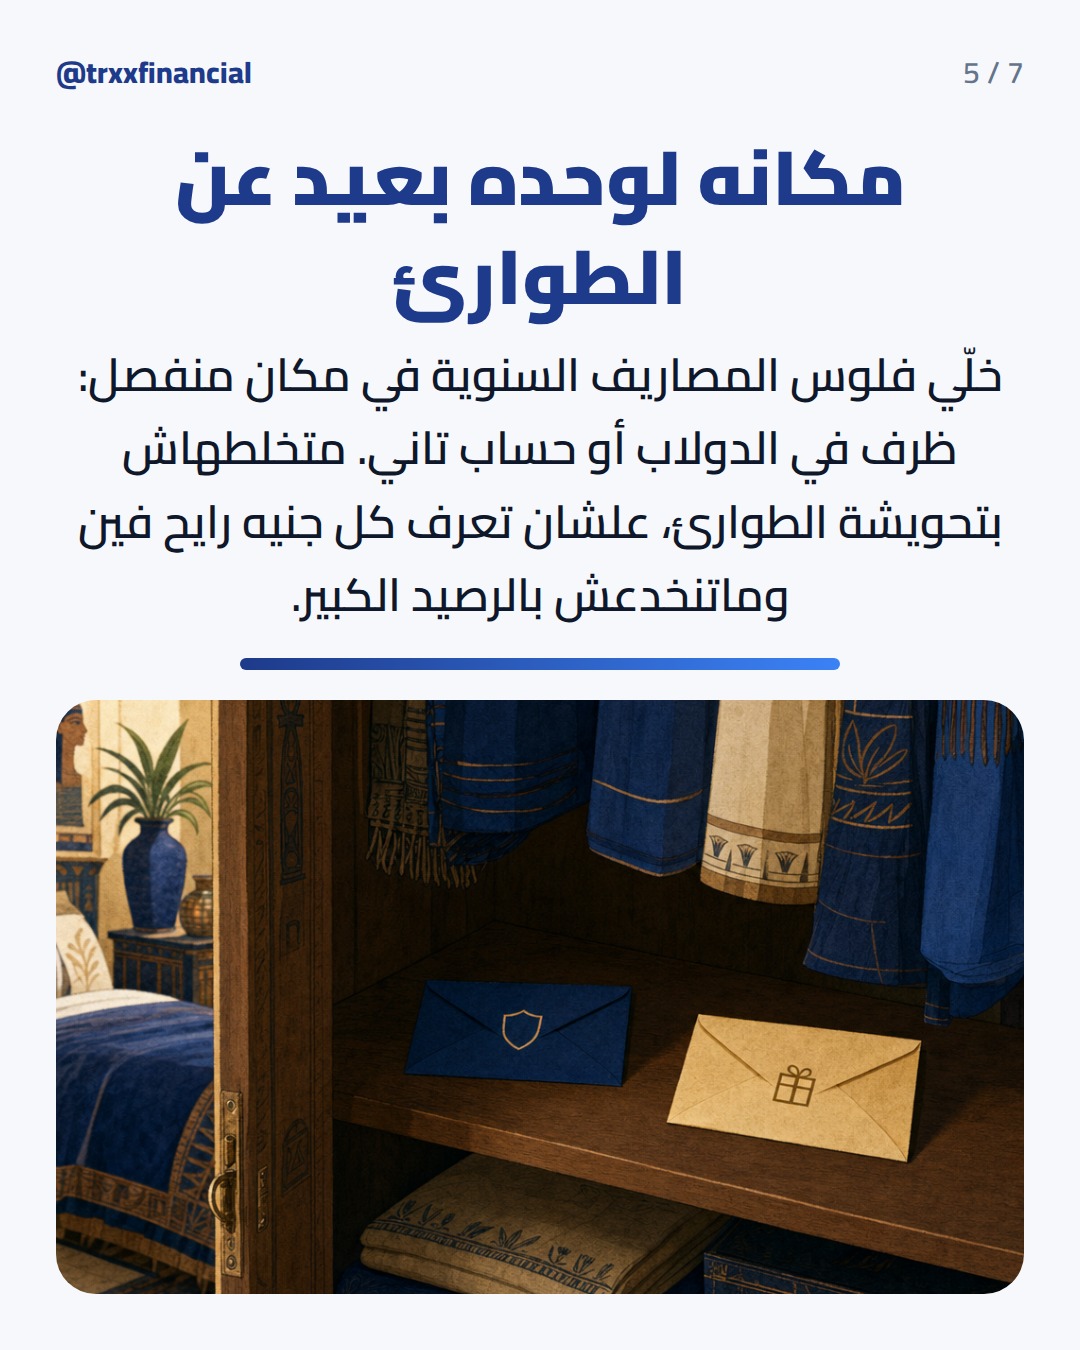 @trxxfinancial
5 / 7
مكانه لوحده بعيد عن
الطوارئ
خلّي فلوس المصاريف السنوية في مكان منفصل:
ظرف في الدولاب أو حساب تاني. متخلطهاش
بتحويشة الطوارئ، علشان تعرف كل جنيه رايح فين
وماتنخدعش بالرصيد الكبير.